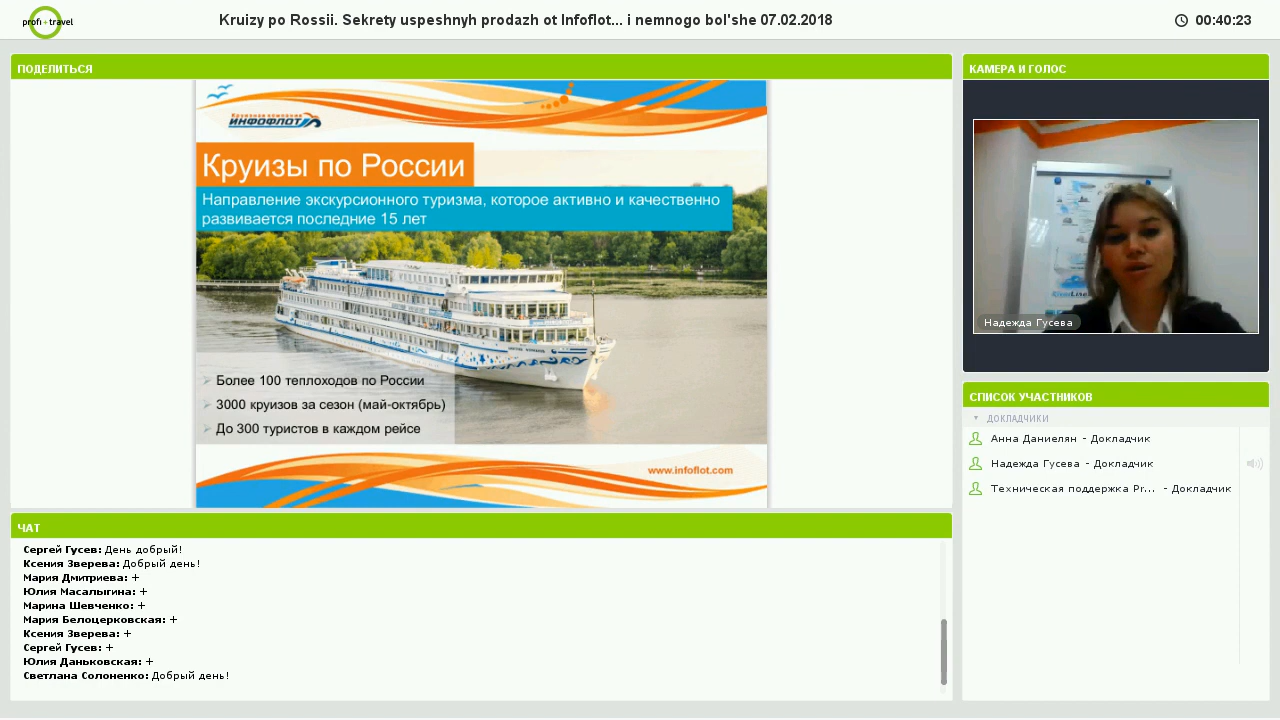 profi + travel
Kruizy po Rossii. Sekrety uspeshnyh prodazh ot Infoflot... i nemnogo bol'she 07.02.2018
00:40:23
ПОДЕЛИТЬСЯ
Круизная компания
ИНФОФЛОТ
Круизы по России
Направление экскурсионного туризма, которое активно и качественно
развивается последние 15 лет
Более 100 теплоходов по России
3000 круизов за сезон (май-октябрь)
До 300 туристов в каждом рейсе
www.infoflot.com
КАМЕРА И ГОЛОС
Надежда Гусева
СПИСОК УЧАСТНИКОВ
ДОКЛАДЧИКИ
Анна Даниелян - Докладчик
Надежда Гусева - Докладчик
Техническая поддержка Pr... - Докладчик
ЧАТ
Сергей Гусев: День добрый!
Ксения Зверева: Добрый день!
Мария Дмитриева: +
Юлия Масалыгина: +
Марина Шевченко: +
Мария Белоцерковская: +
Ксения Зверева: +
Сергей Гусев: +
Юлия Даньковская: +
Светлана Солоненко: Добрый день!